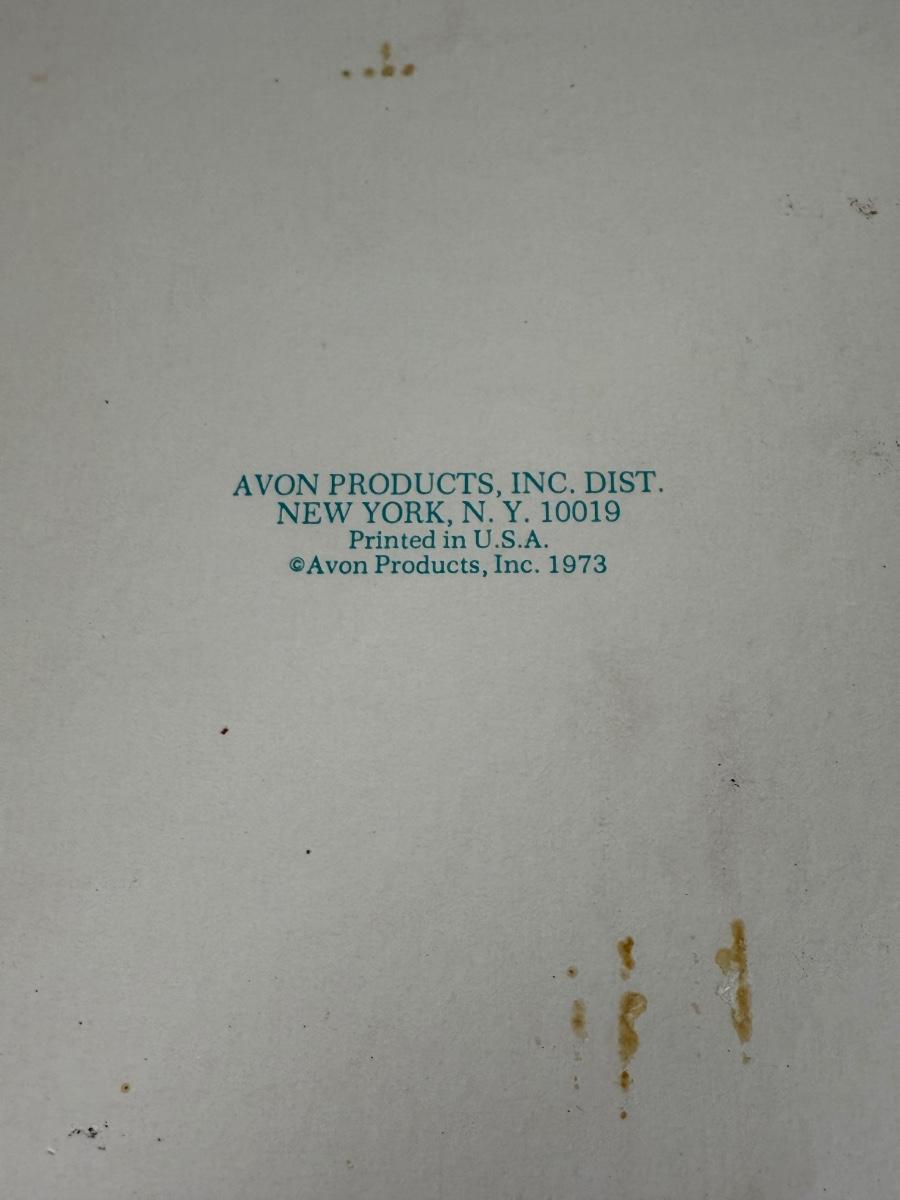 AVON PRODUCTS, INC. DIST.
NEW YORK, N. Y. 10019
Printed in U.S.A.
©Avon Products, Inc. 1973